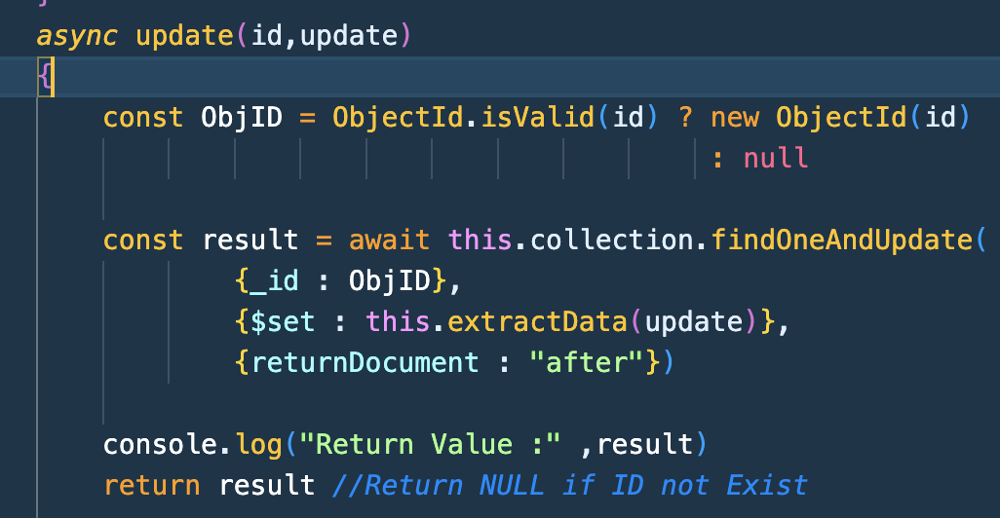 async update(id,update)
{
const ObjID = ObjectId.isValid(id) ? new ObjectId(id)
: null
const result = await this.collection.findOneAndUpdate(
{_id : ObjID},
{$set : this.extractData(update)},
{returnDocument : "after"})
console.log("Return Value :" ,result)
return result //Return NULL if ID not Exist